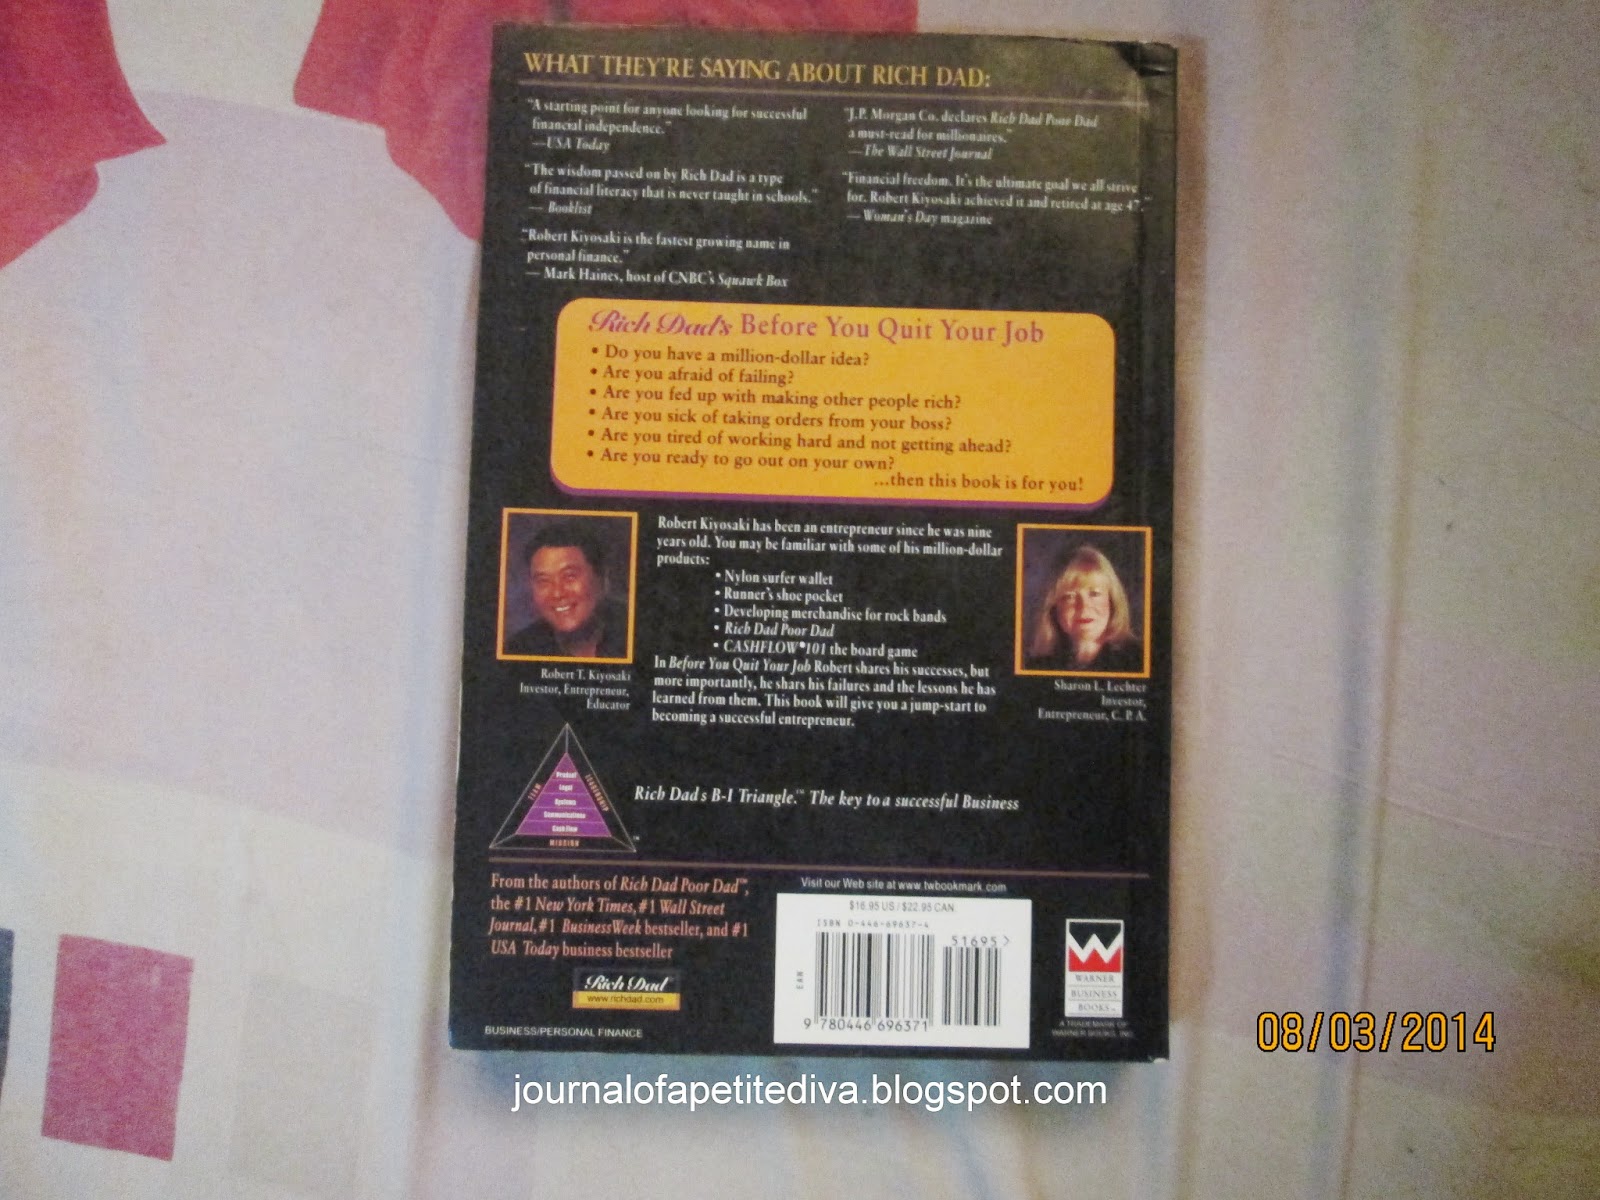 WHAT THEY'RE SAYING ABOUT RICH DAD:
"A starting point for anyone looking for successful
financial independence."
—USA Today
"The wisdom passed on by Rich Dad is a type
of financial literacy that is never taught in schools."
— Booklist
"Robert Kiyosaki is the fastest growing name in
personal finance."
— Mark Haines, host of CNBC's Squawk Box
"J.P. Morgan Co. declares Rich Dad Poor Dad
a must-read for millionaires."
—The Wall Street Journal
"Financial freedom. It's the ultimate goal we all strive
for. Robert Kiyosaki achieved it and retired at age 47."
— Woman's Day magazine
Rich Dad's Before You Quit Your Job
• Do you have a million-dollar idea?
• Are you afraid of failing?
• Are you fed up with making other people rich?
• Are you sick of taking orders from your boss?
• Are you tired of working hard and not getting ahead?
• Are you ready to go out on your own?
...then this book is for you!
Robert T. Kiyosaki
Investor, Entrepreneur,
Educator
Robert Kiyosaki has been an entrepreneur since he was nine
years old. You may be familiar with some of his million-dollar
products:
• Nylon surfer wallet
• Runner's shoe pocket
• Developing merchandise for rock bands
• Rich Dad Poor Dad
• CASHFLOW® 101 the board game
In Before You Quit Your Job Robert shares his successes, but
more importantly, he shars his failures and the lessons he has
learned from them. This book will give you a jump-start to
becoming a successful entrepreneur.
Sharon L. Lechter
Investor,
Entrepreneur, C. P. A.
Product
Legal
Systems
Communications
Cash Flow
TEAM
LEADERSHIP
MISSION
™
Rich Dad s B-I Triangle.™ The key to a successful Business
From the authors of Rich Dad Poor Dad™,
the #1 New York Times, #1 Wall Street
Journal, #1 BusinessWeek bestseller, and #1
USA Today business bestseller
Rich Dad
www.richdad.com
BUSINESS/PERSONAL FINANCE
Visit our Web site at www.twbookmark.com
$16.95 US / $22.95 CAN.
ISBN 0-446-69637-4
51695 >
EAN
9 780446 696371
W
WARNER
BUSINESS
BOOKS™
A TRADEMARK OF
WARNER BOOKS, INC.
08/03/2014
journalofapetitediva.blogspot.com